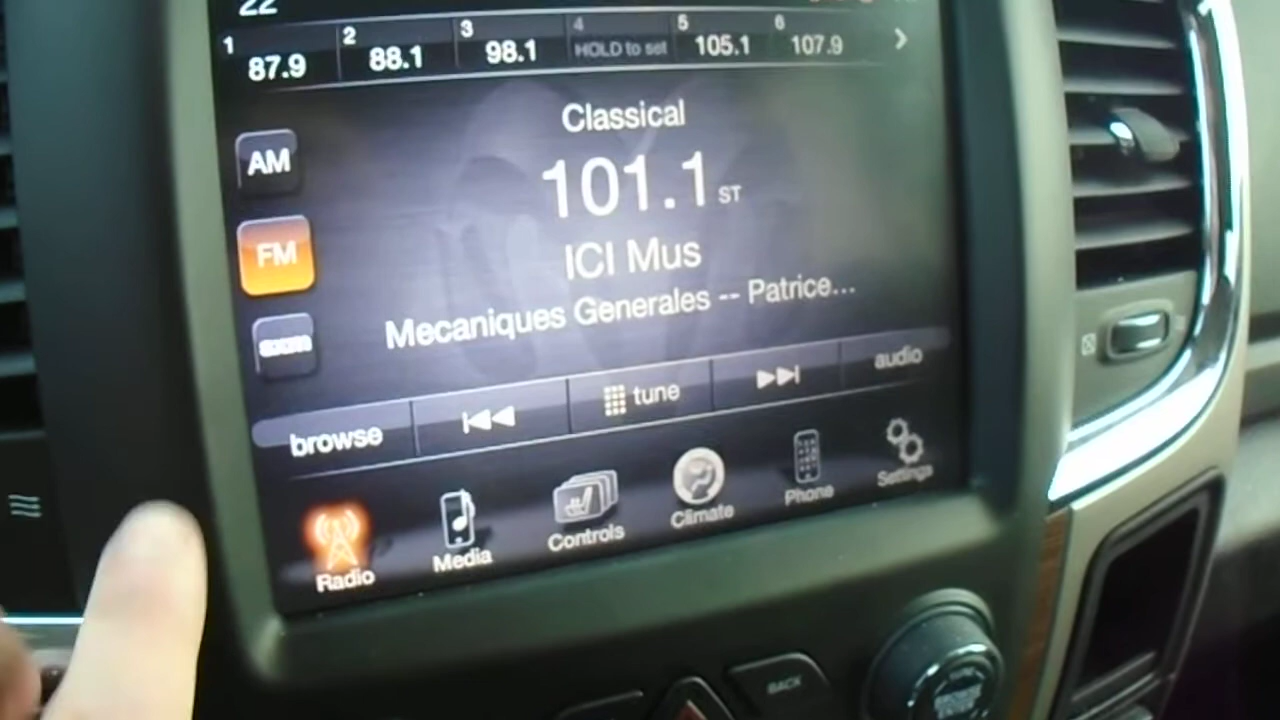 22
1 87.9 2 88.1 3 98.1 4 HOLD to set 5 105.1 6 107.9
Classical
AM
101.1 ST
FM
ICI Mus
Mecaniques Generales -- Patrice...
browse
tune
audio
Radio
Media
Controls
Climate
Phone
Settings
BACK